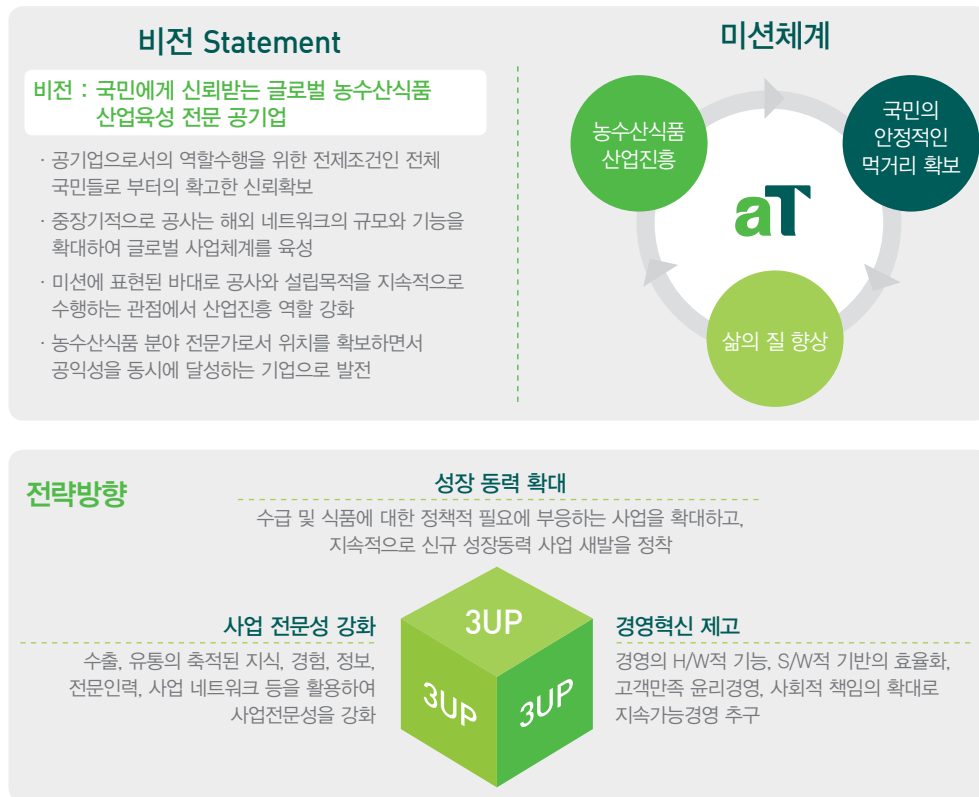 비전 Statement
비전 : 국민에게 신뢰받는 글로벌 농수산식품
산업육성 전문 공기업
· 공기업으로서의 역할수행을 위한 전제조건인 전체
국민들로 부터의 확고한 신뢰확보
· 중장기적으로 공사는 해외 네트워크의 규모와 기능을
확대하여 글로벌 사업체계를 육성
· 미션에 표현된 바대로 공사와 설립목적을 지속적으로
수행하는 관점에서 산업진흥 역할 강화
· 농수산식품 분야 전문가로서 위치를 확보하면서
공익성을 동시에 달성하는 기업으로 발전
미션체계
농수산식품
산업진흥
국민의
안정적인
먹거리 확보
aT
삶의 질 향상
전략방향
성장 동력 확대
수급 및 식품에 대한 정책적 필요에 부응하는 사업을 확대하고,
지속적으로 신규 성장동력 사업 새발을 정착
사업 전문성 강화
수출, 유통의 축적된 지식, 경험, 정보,
전문인력, 사업 네트워크 등을 활용하여
사업전문성을 강화
3UP
3UP
3UP
경영혁신 제고
경영의 H/W적 기능, S/W적 기반의 효율화,
고객만족 윤리경영, 사회적 책임의 확대로
지속가능경영 추구